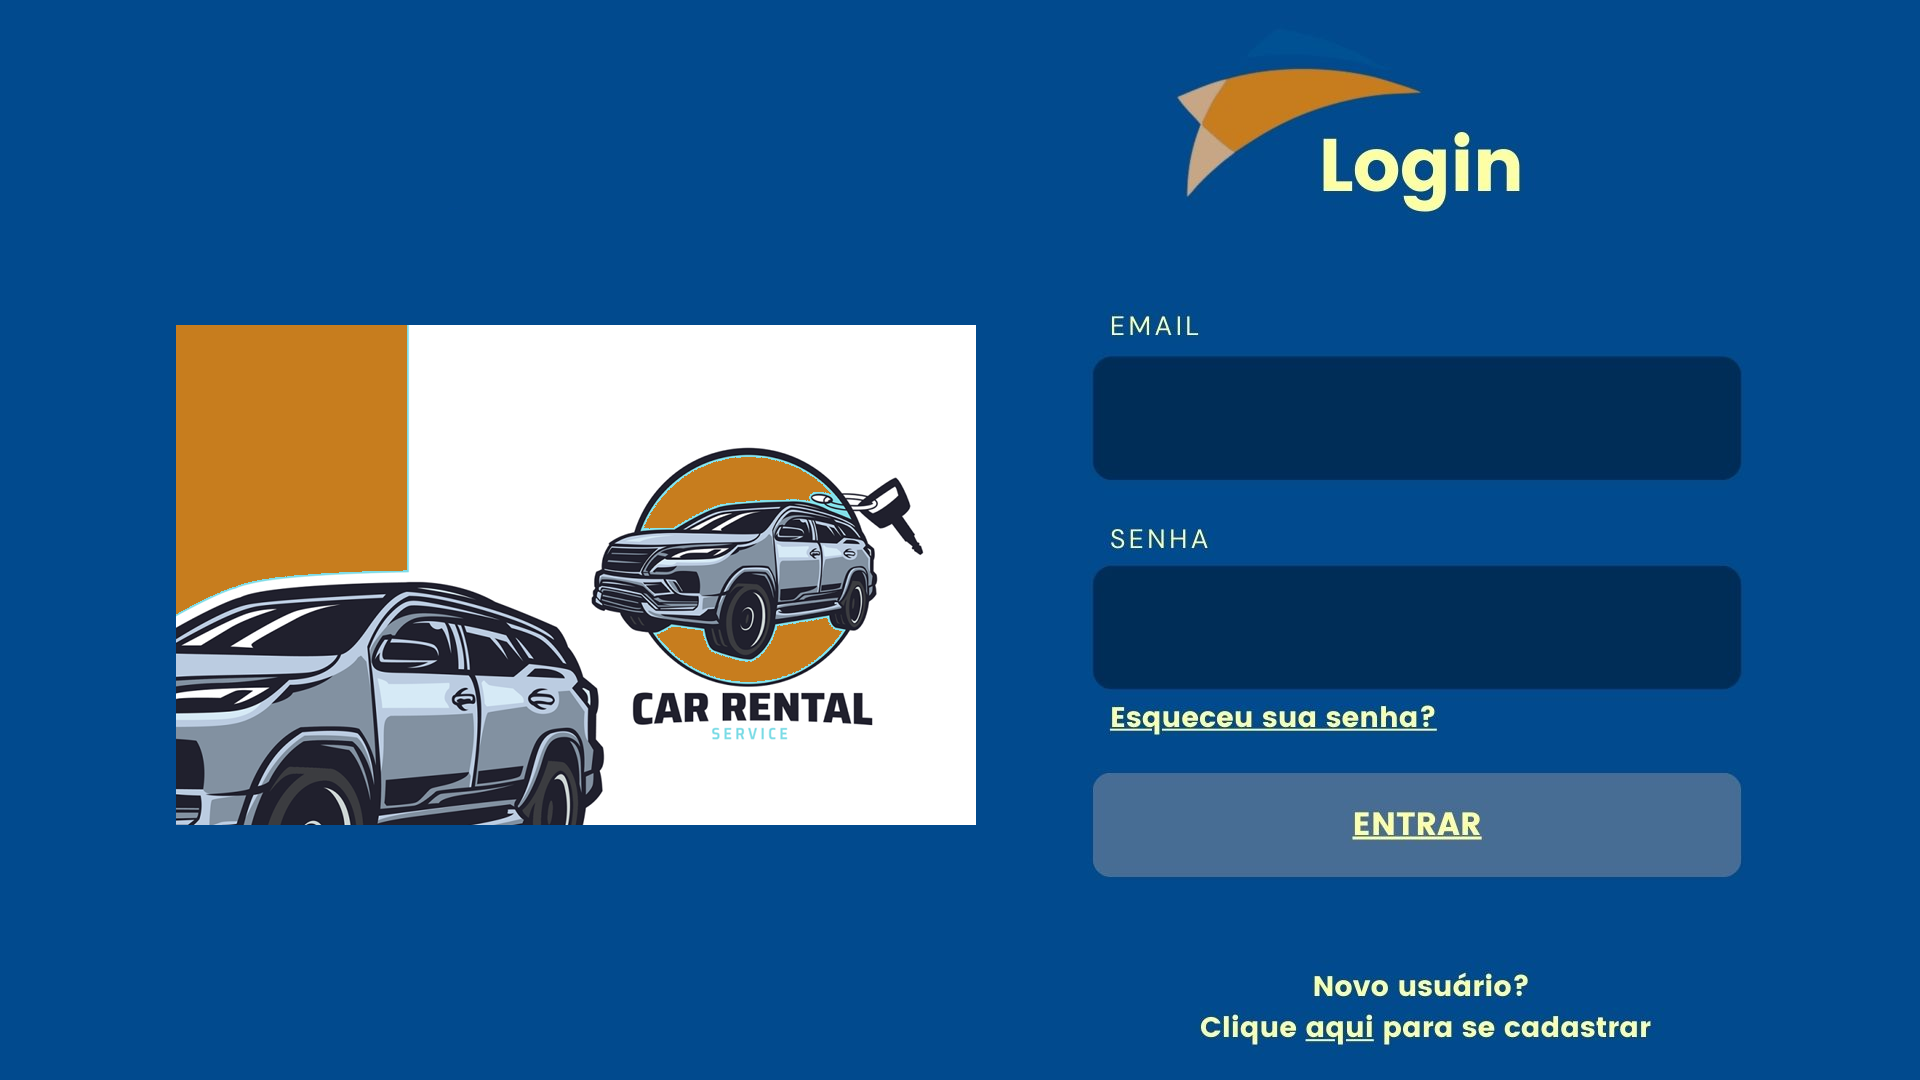 Login
EMAIL
SENHA
Esqueceu sua senha?
ENTRAR
Novo usuário?
Clique aqui para se cadastrar
CAR RENTAL
SERVICE